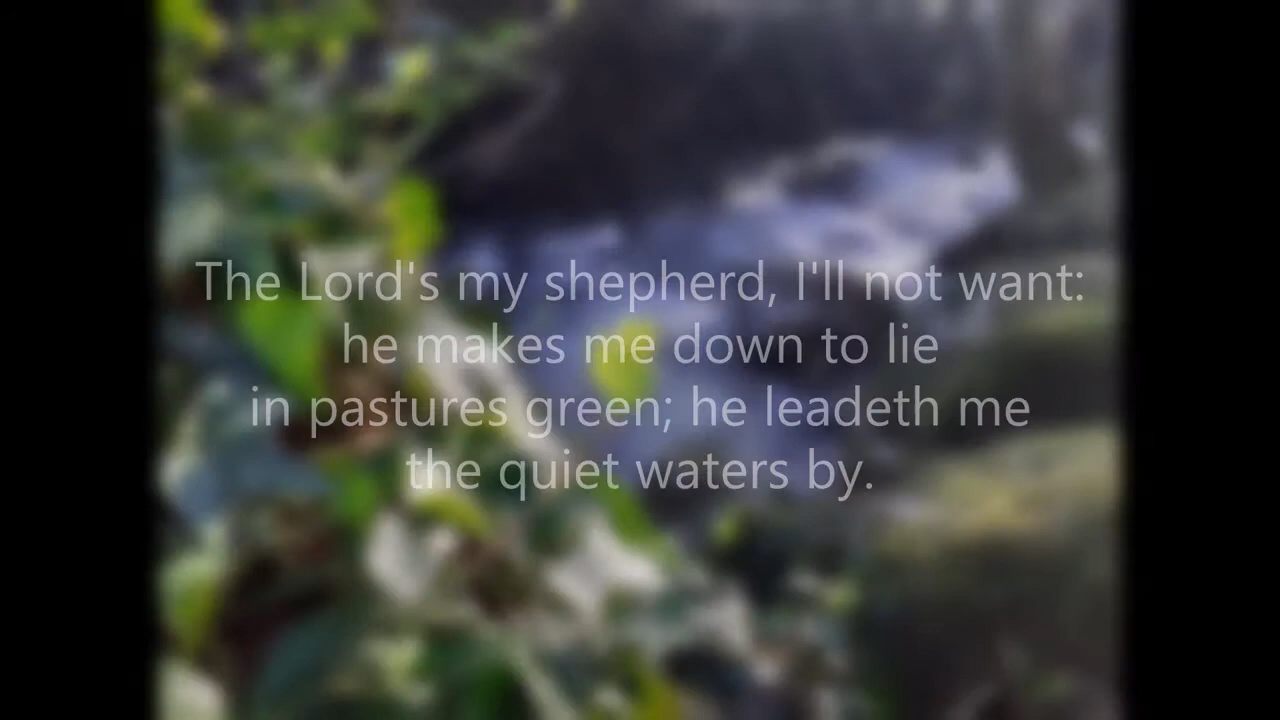 The Lord's my shepherd, I'll not want:
he makes me down to lie
in pastures green; he leadeth me
the quiet waters by.